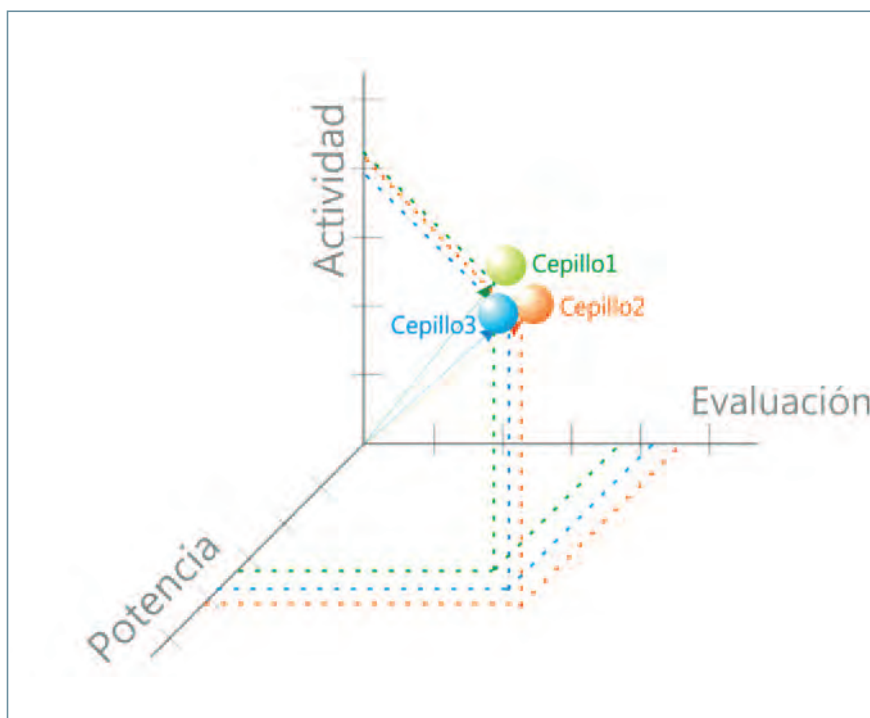 Actividad
Cepillo1
Cepillo2
Cepillo3
Evaluación
Potencia